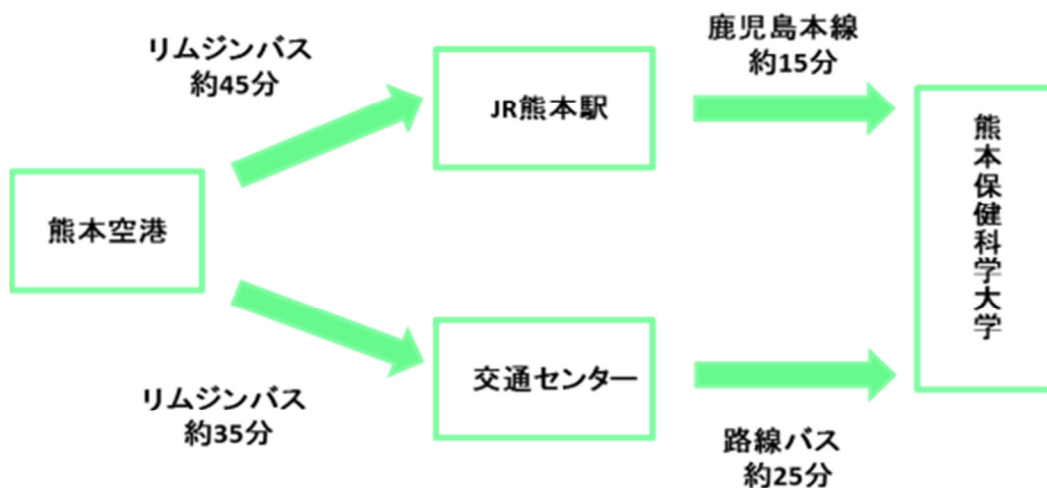 リムジンバス
約45分
鹿児島本線
約15分
JR熊本駅
熊本空港
熊本保健科学大学
交通センター
リムジンバス
約35分
路線バス
約25分